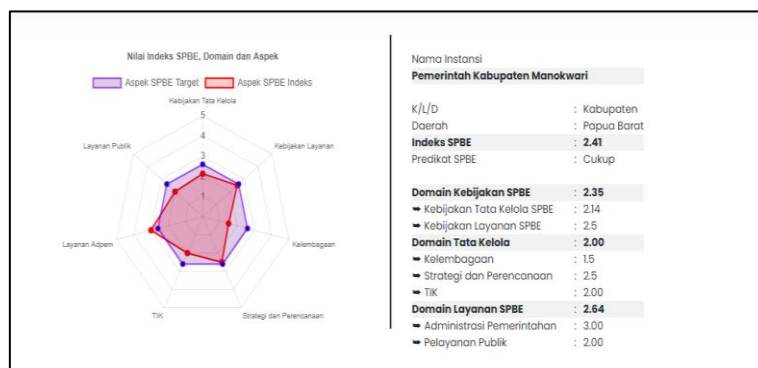 Nilai Indeks SPBE, Domain dan Aspek
Aspek SPBE Target
Aspek SPBE Indeks
Kebijakan Tata Kelola
5
4
3
2
1
Layanan Publik
Kebijakan Layanan
Layanan Adpem
Kelembagaan
TIK
Strategi dan Perencanaan
Nama Instansi
Pemerintah Kabupaten Manokwari
K/L/D : Kabupaten
Daerah : Papua Barat
Indeks SPBE : 2.41
Predikat SPBE : Cukup
Domain Kebijakan SPBE : 2.35
➥ Kebijakan Tata Kelola SPBE : 2.14
➥ Kebijakan Layanan SPBE : 2.5
Domain Tata Kelola : 2.00
➥ Kelembagaan : 1.5
➥ Strategi dan Perencanaan : 2.5
➥ TIK : 2.00
Domain Layanan SPBE : 2.64
➥ Administrasi Pemerintahan : 3.00
➥ Pelayanan Publik : 2.00